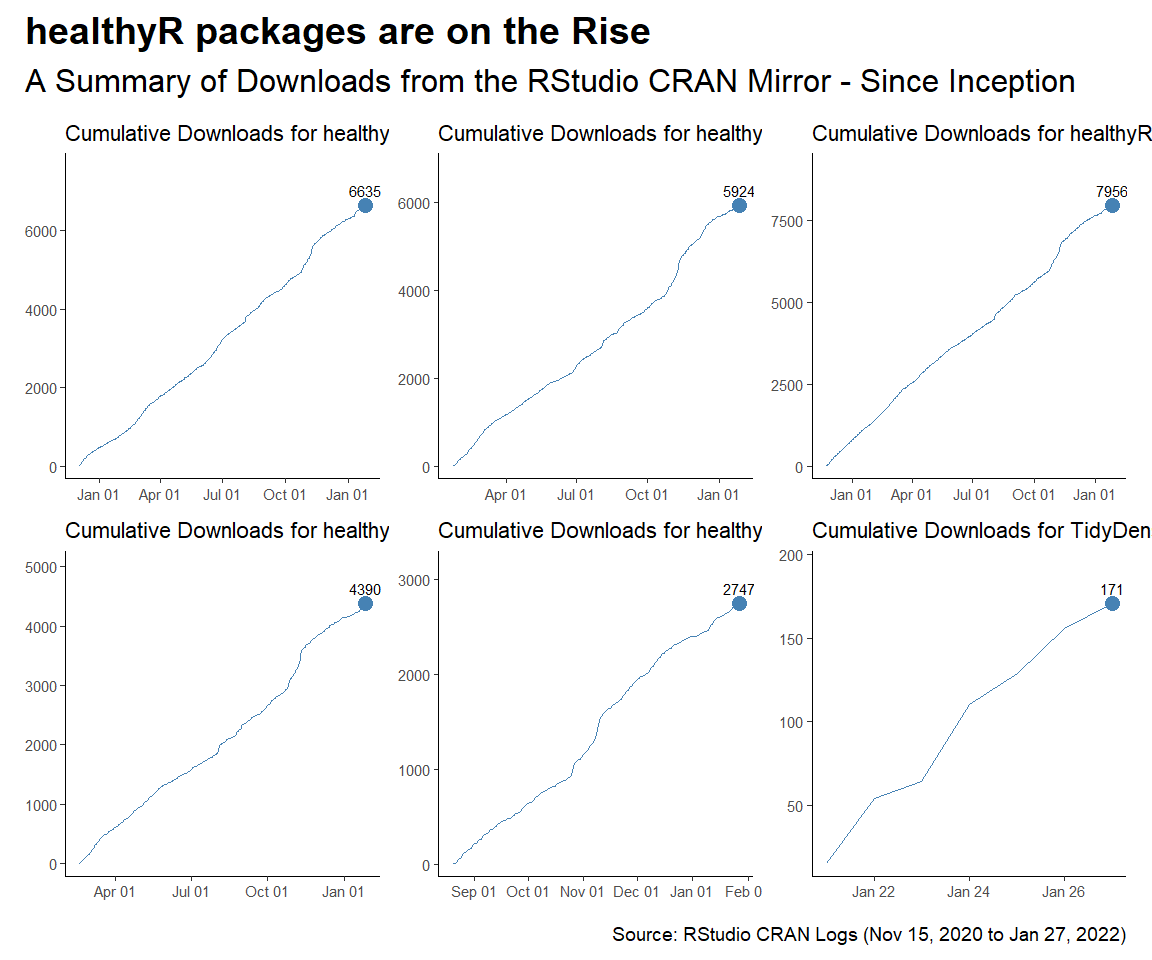 healthyR packages are on the Rise
A Summary of Downloads from the RStudio CRAN Mirror - Since Inception
Cumulative Downloads for healthy
6635
6000
4000
2000
0
Jan 01 Apr 01 Jul 01 Oct 01 Jan 01
Cumulative Downloads for healthy
5924
6000
4000
2000
0
Apr 01 Jul 01 Oct 01 Jan 01
Cumulative Downloads for healthyR
7956
7500
5000
2500
0
Jan 01 Apr 01 Jul 01 Oct 01 Jan 01
Cumulative Downloads for healthy
5000
4390
4000
3000
2000
1000
0
Apr 01 Jul 01 Oct 01 Jan 01
Cumulative Downloads for healthy
3000
2747
2000
1000
0
Sep 01 Oct 01 Nov 01 Dec 01 Jan 01 Feb 0
Cumulative Downloads for TidyDen
200
171
150
100
50
Jan 22 Jan 24 Jan 26
Source: RStudio CRAN Logs (Nov 15, 2020 to Jan 27, 2022)